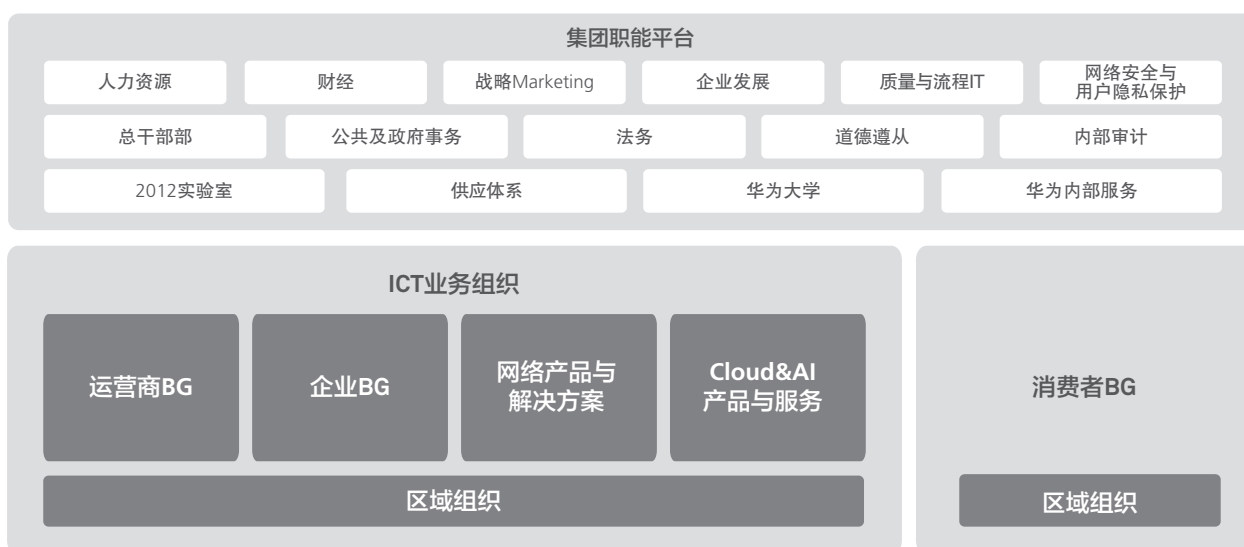 集团职能平台
人力资源
财经
战略Marketing
企业发展
质量与流程IT
网络安全与
用户隐私保护
总干部部
公共及政府事务
法务
道德遵从
内部审计
2012实验室
供应体系
华为大学
华为内部服务
ICT业务组织
运营商BG
企业BG
网络产品与
解决方案
Cloud&AI
产品与服务
区域组织
消费者BG
区域组织